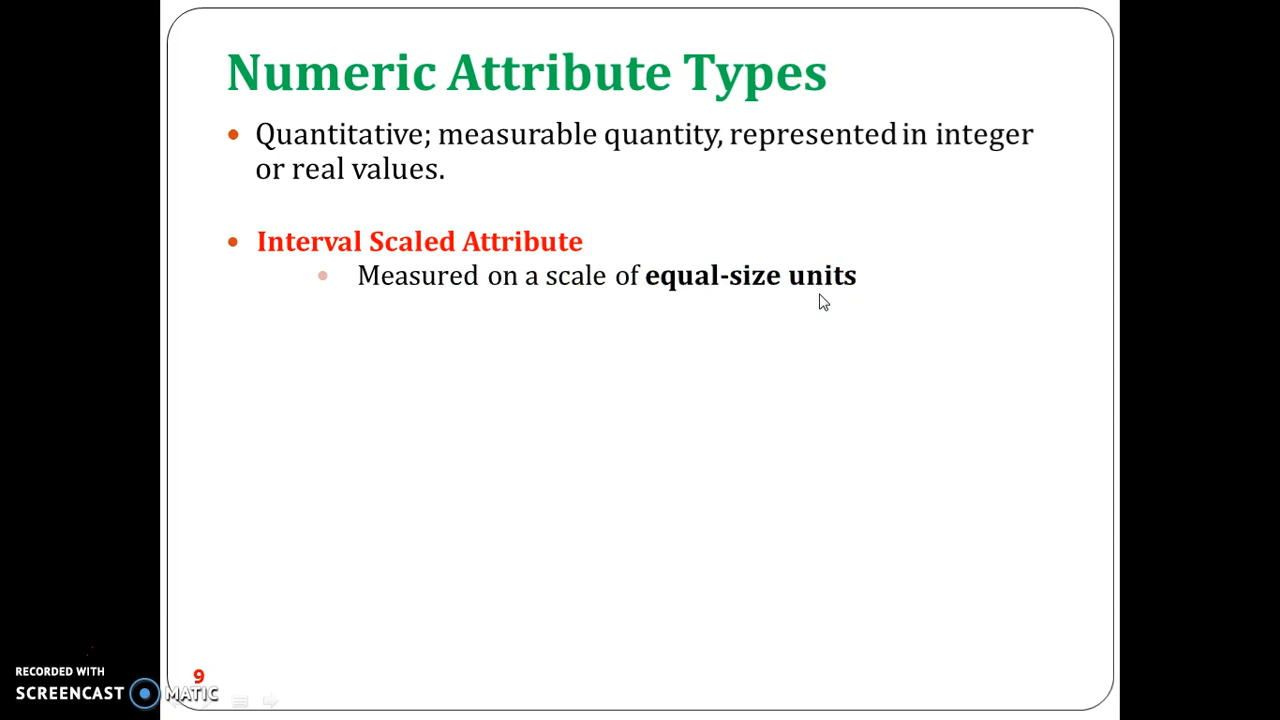 Numeric Attribute Types
• Quantitative; measurable quantity, represented in integer
or real values.
• Interval Scaled Attribute
• Measured on a scale of equal-size units
9
RECORDED WITH
SCREENCAST MATIC